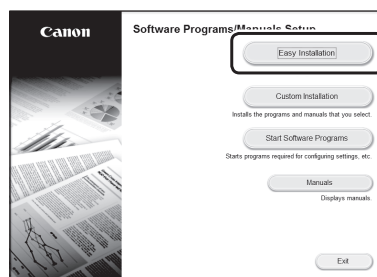 Canon
Software Programs/Manuals Setup
Easy Installation
Custom Installation
Installs the programs and manuals that you select.
Start Software Programs
Starts programs required for configuring settings, etc.
Manuals
Displays manuals.
Exit